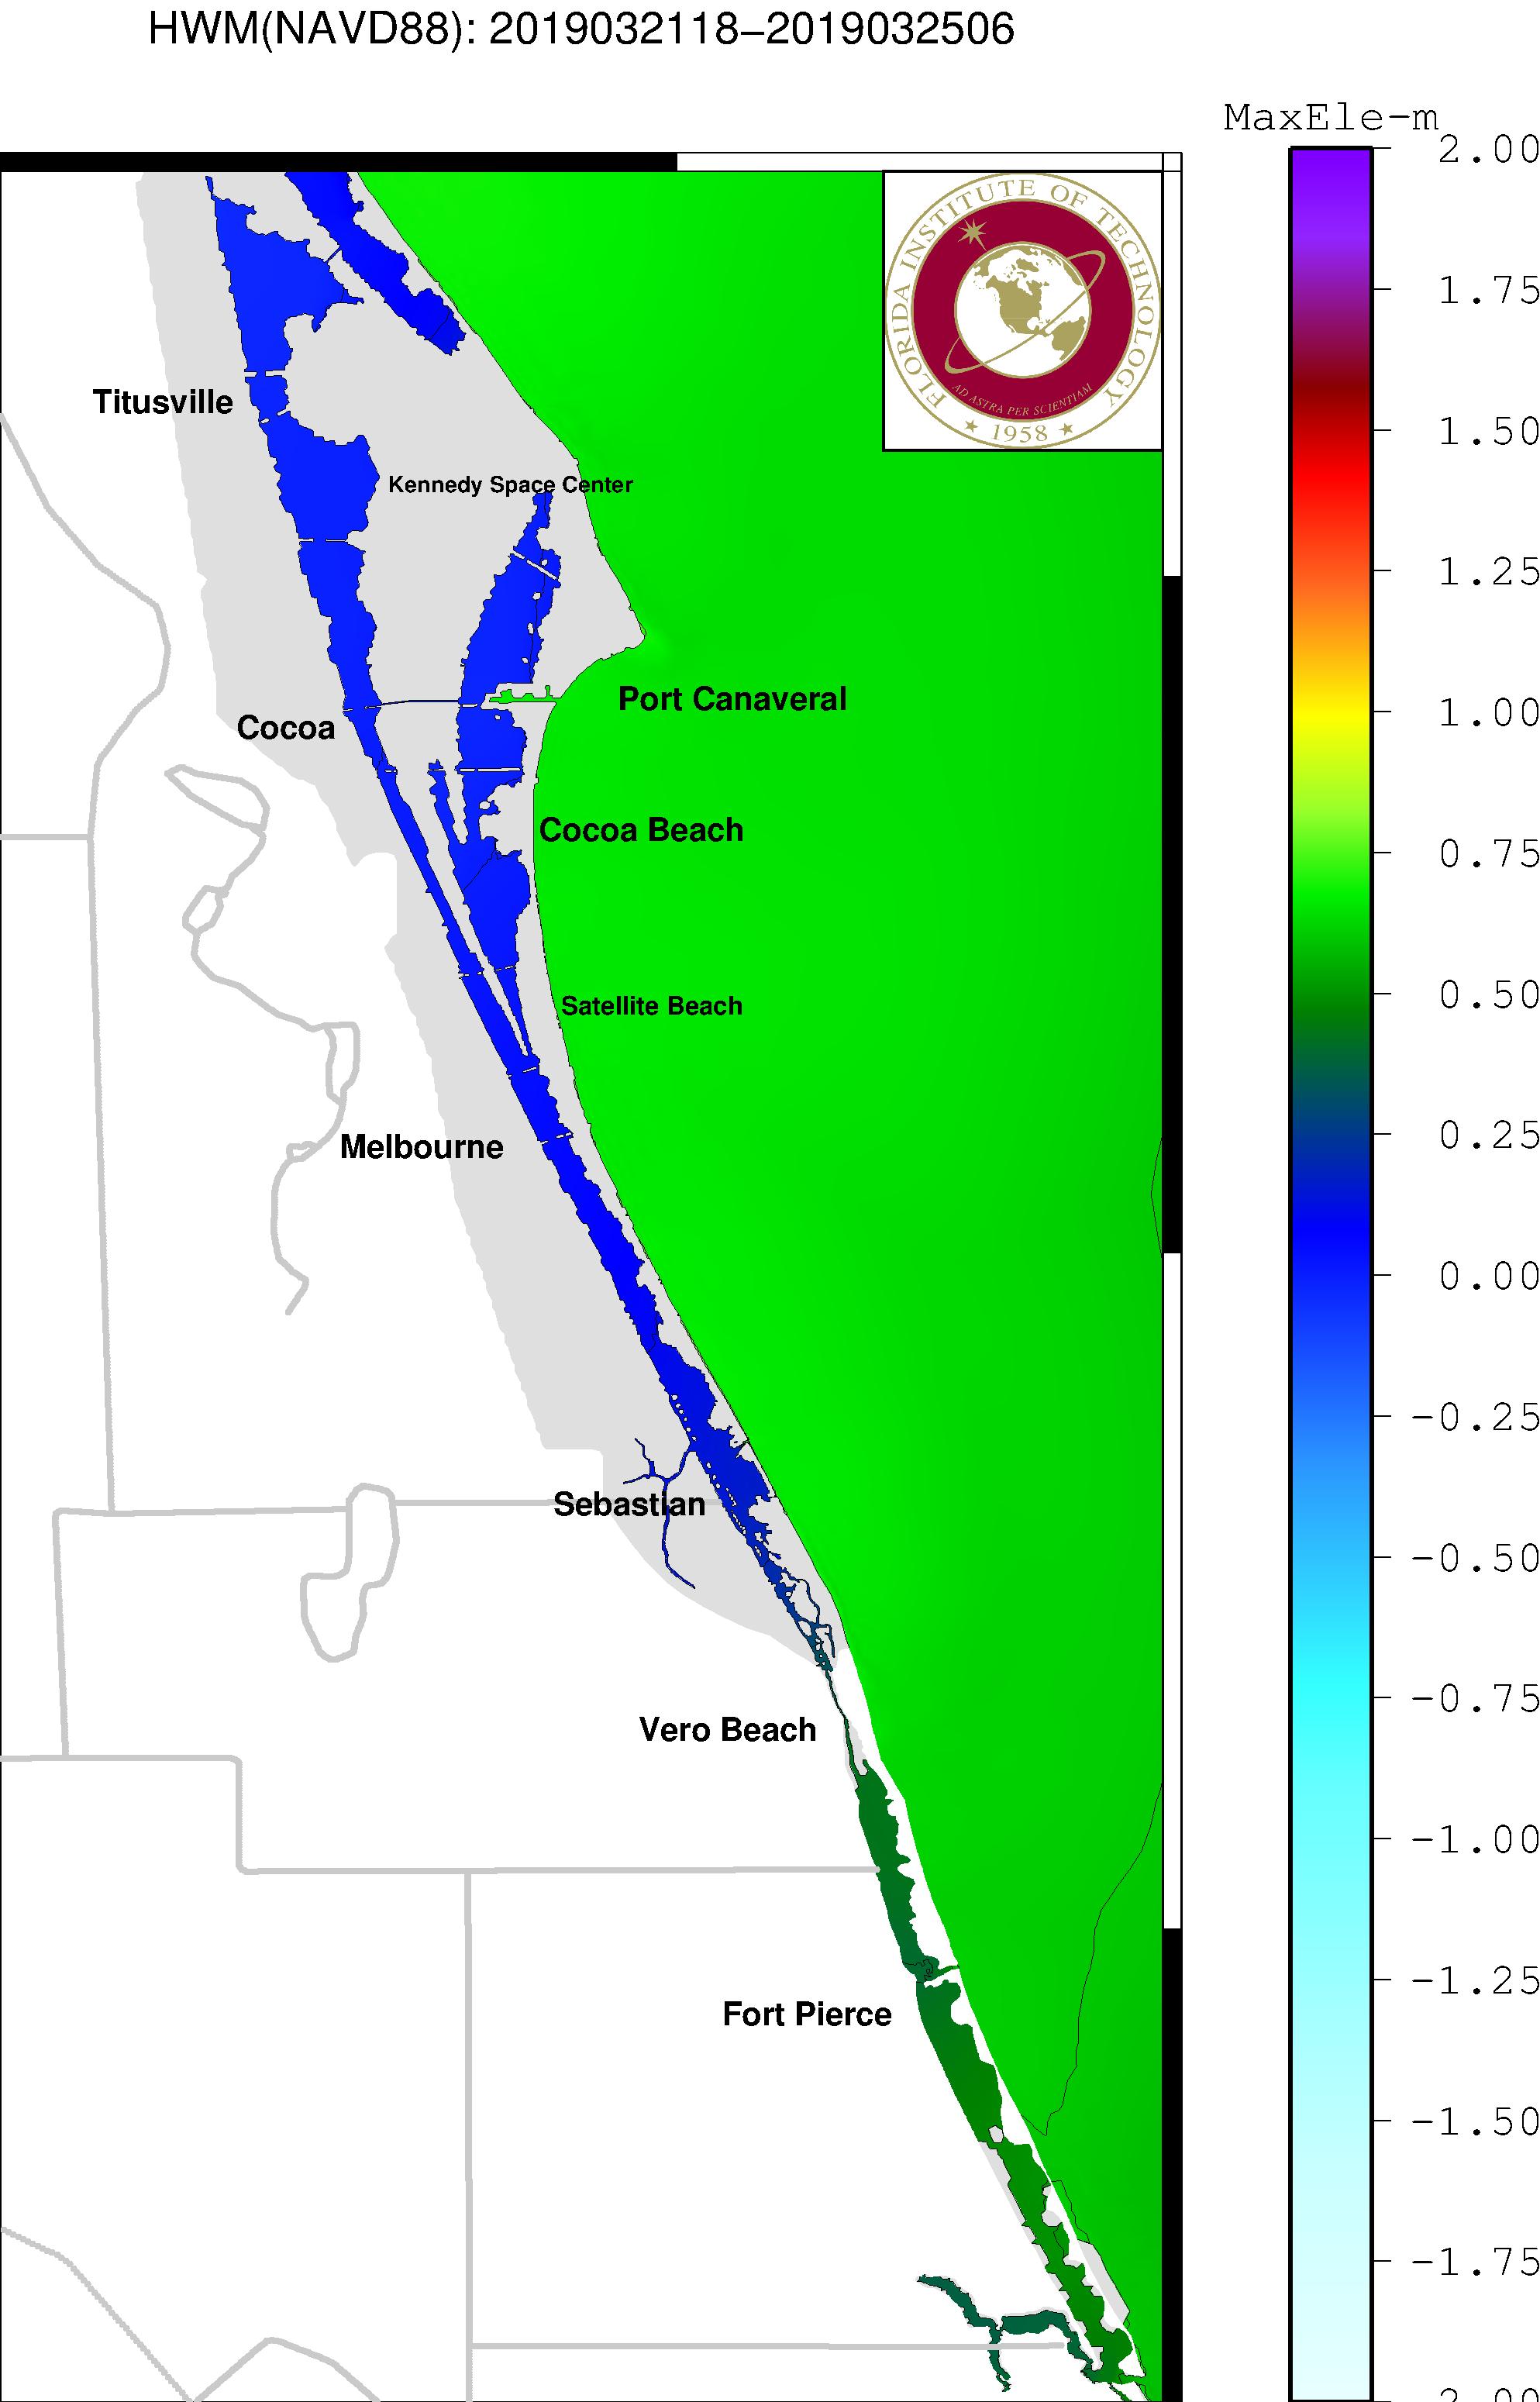 HWM(NAVD88): 2019032118–2019032506
MaxEle-m
2.00
1.75
1.50
1.25
1.00
0.75
0.50
0.25
0.00
-0.25
-0.50
-0.75
-1.00
-1.25
-1.50
-1.75
-2.00
FLORIDA INSTITUTE OF TECHNOLOGY
AD ASTRA PER SCIENTIAM
1958
Titusville
Kennedy Space Center
Port Canaveral
Cocoa
Cocoa Beach
Satellite Beach
Melbourne
Sebastian
Vero Beach
Fort Pierce